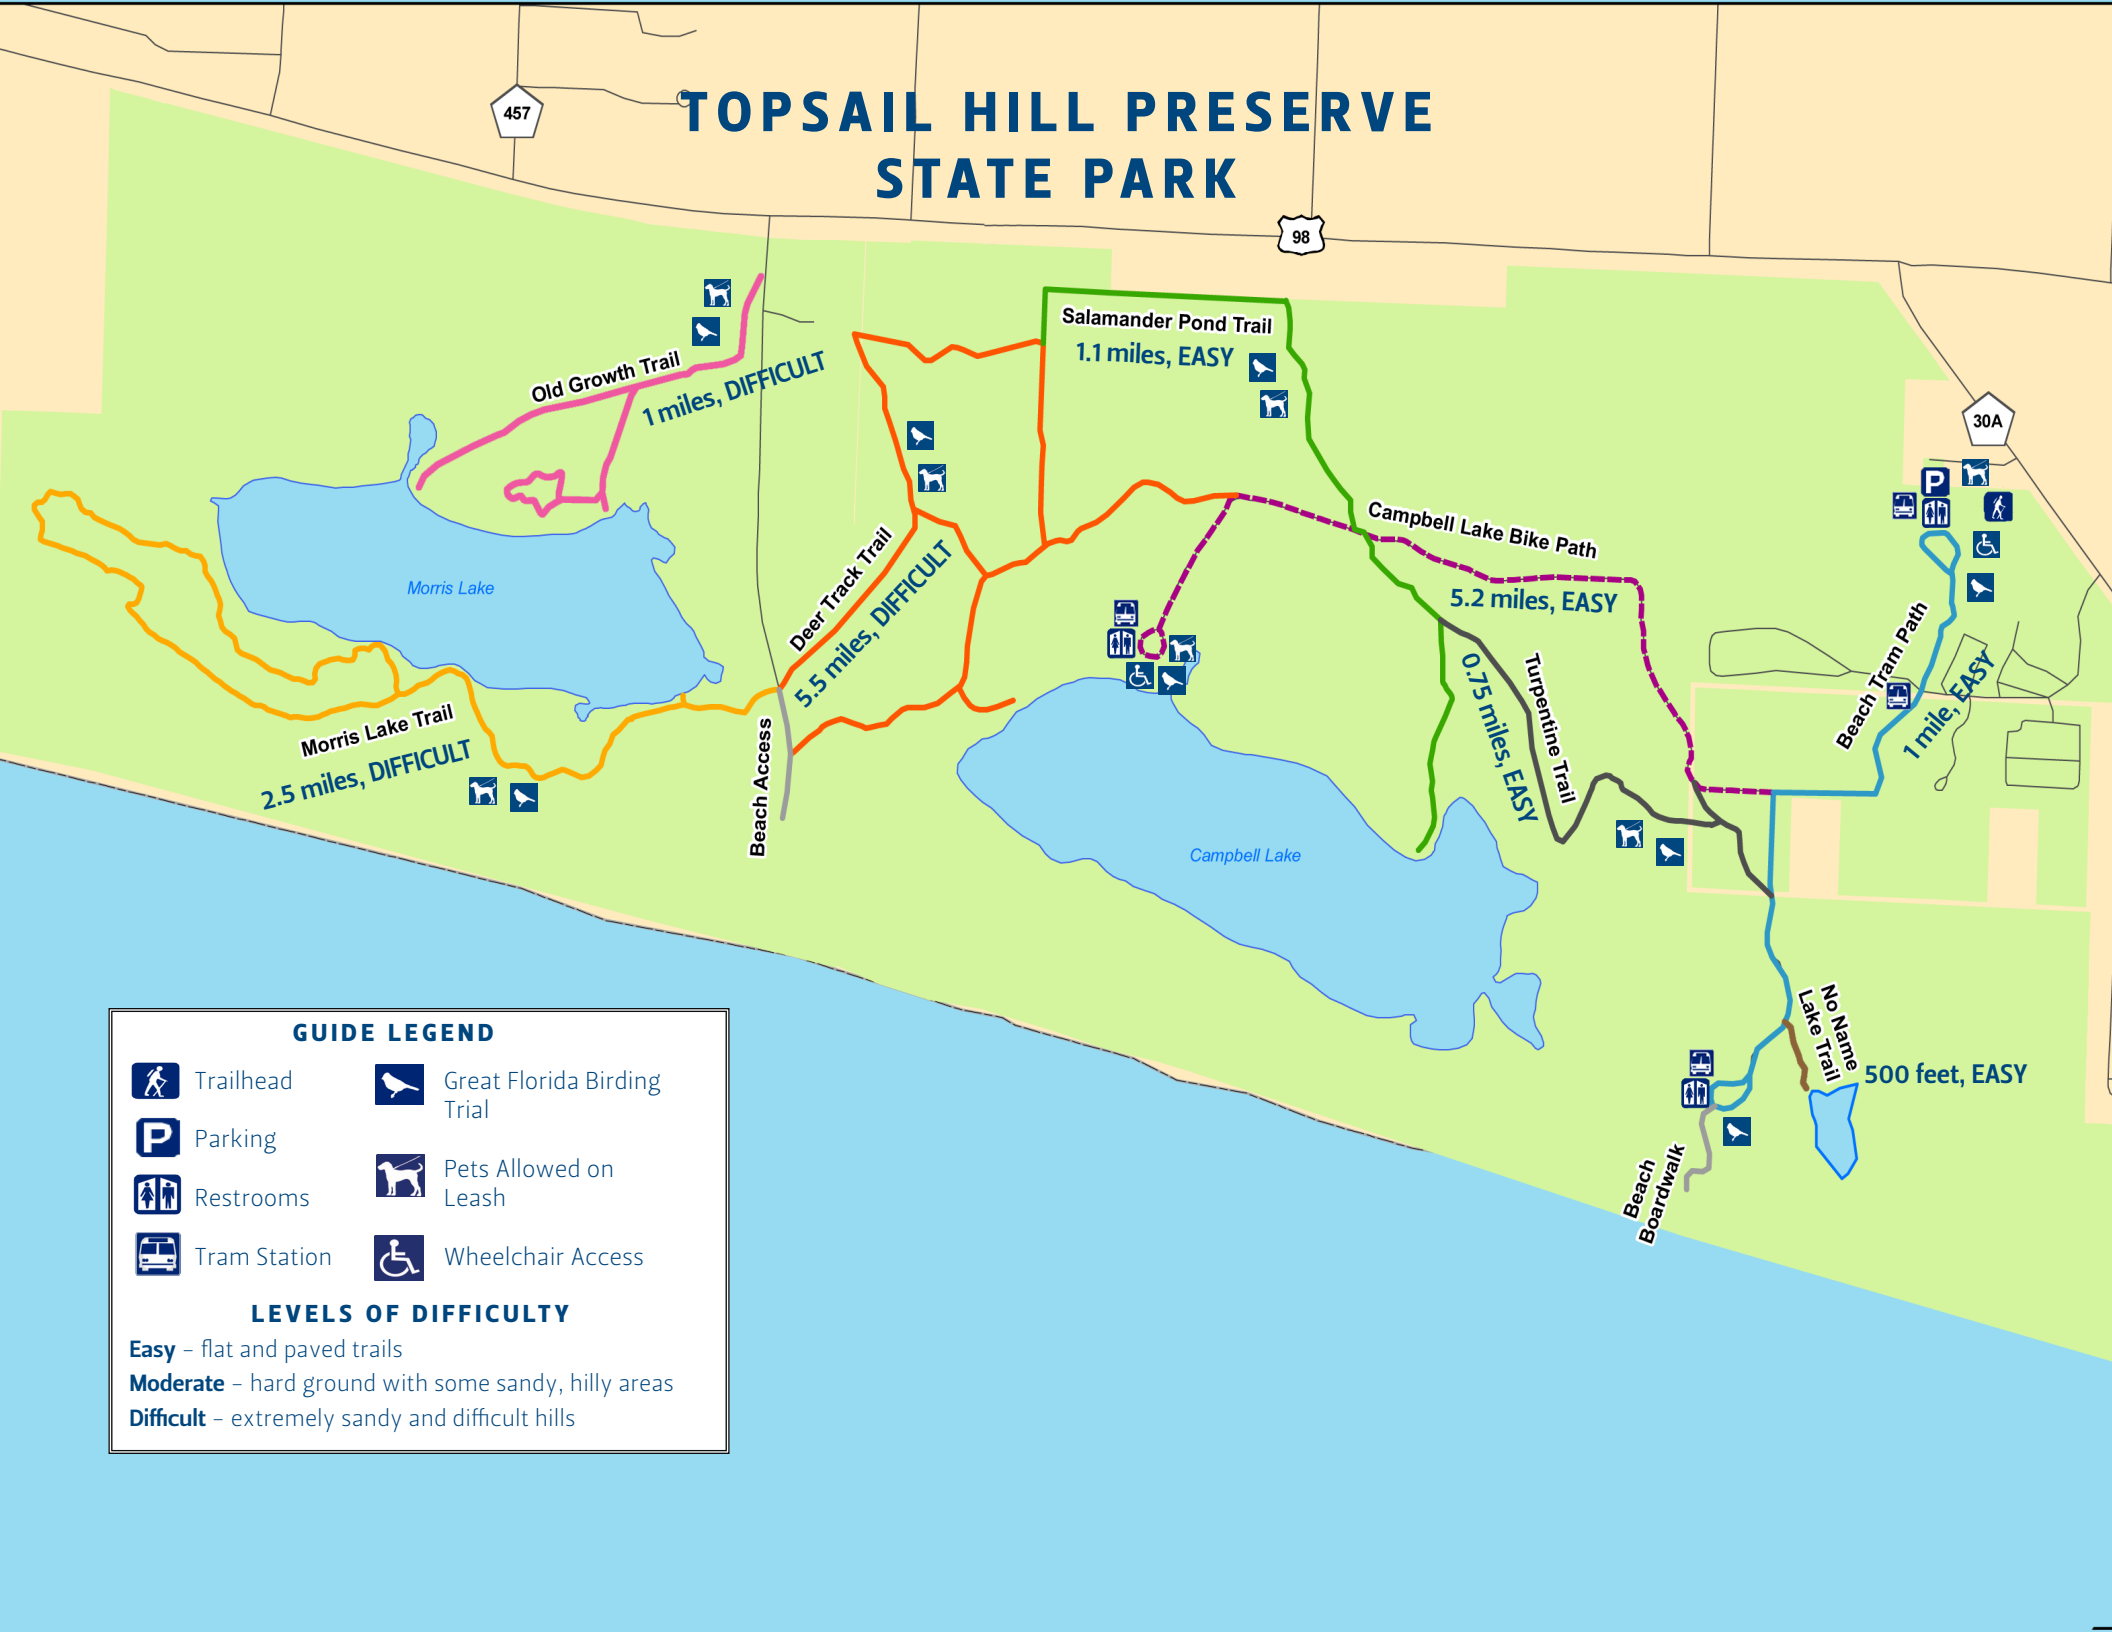 TOPSAIL HILL PRESERVE
STATE PARK
457
98
30A
Old Growth Trail
1 miles, DIFFICULT
Salamander Pond Trail
1.1 miles, EASY
Campbell Lake Bike Path
5.2 miles, EASY
Morris Lake
Deer Track Trail
5.5 miles, DIFFICULT
Turpentine Trail
0.75 miles, EASY
P
Beach Tram Path
1 mile, EASY
Morris Lake Trail
2.5 miles, DIFFICULT
Beach Access
Campbell Lake
No Name
Lake Trail
500 feet, EASY
Beach
Boardwalk
GUIDE LEGEND
Trailhead
P
Parking
Restrooms
Tram Station
Great Florida Birding
Trial
Pets Allowed on
Leash
Wheelchair Access
LEVELS OF DIFFICULTY
Easy – flat and paved trails
Moderate – hard ground with some sandy, hilly areas
Difficult – extremely sandy and difficult hills